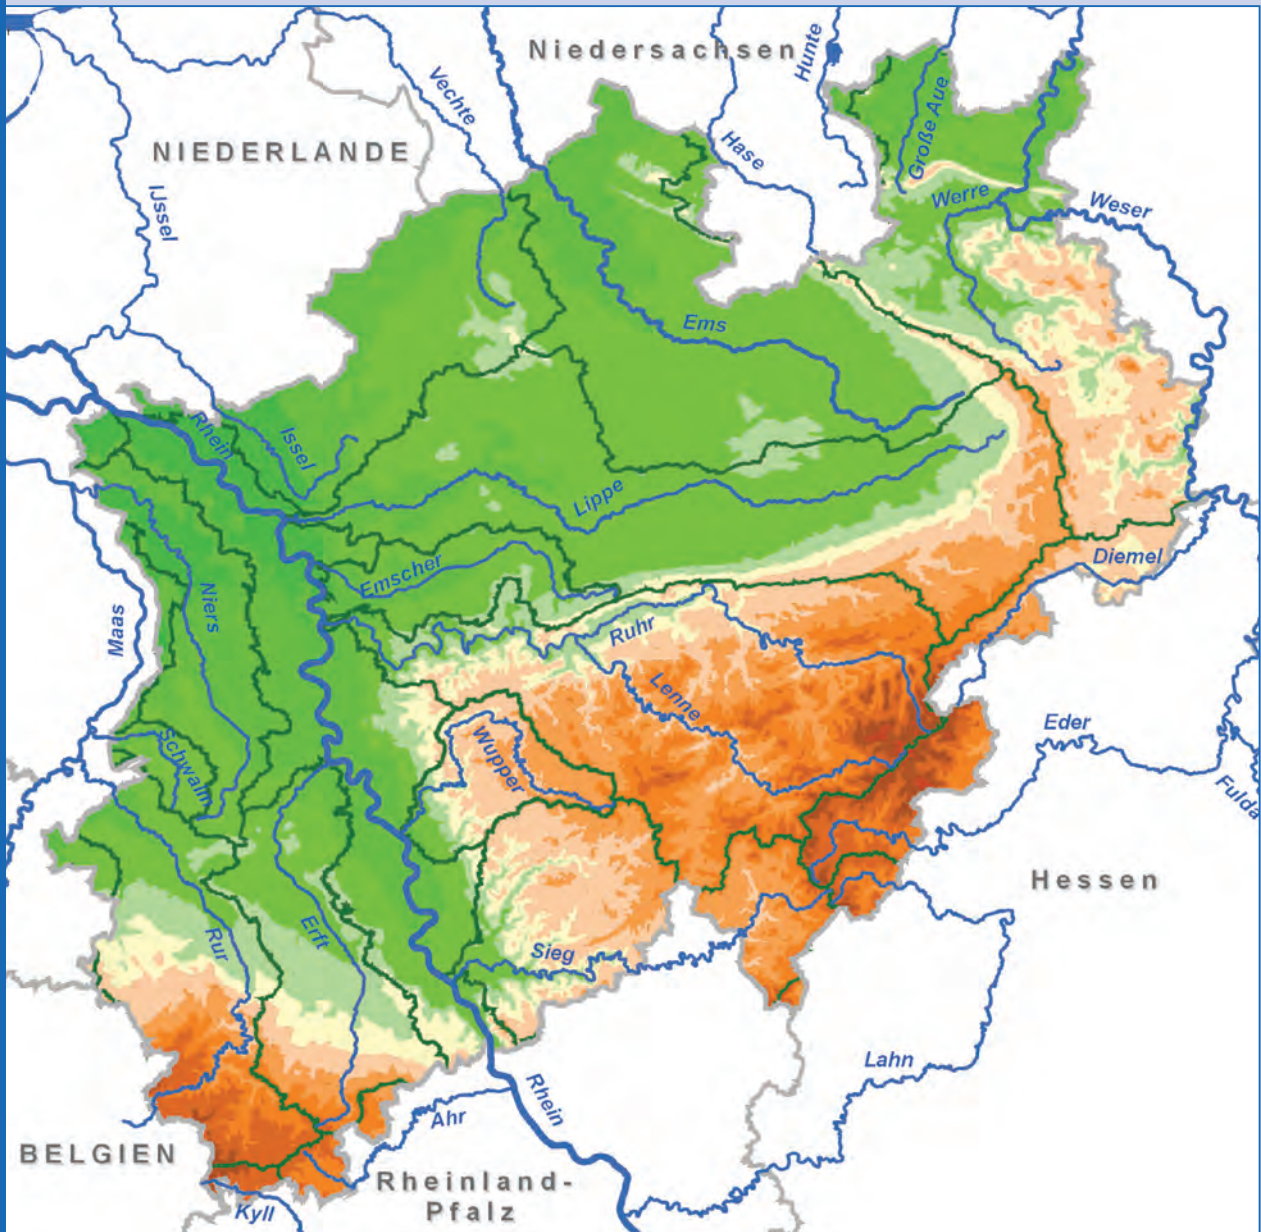 Niedersachsen
Hunte
Vechte
Große Aue
Hase
NIEDERLANDE
IJssel
Werre
Weser
Ems
Rhein
Issel
Lippe
Diemel
Emscher
Niers
Maas
Ruhr
Lenne
Eder
Schwalm
Wupper
Fulda
Hessen
Rur
Erft
Sieg
Lahn
Rhein
Ahr
BELGIEN
Rheinland-
Pfalz
Kyll